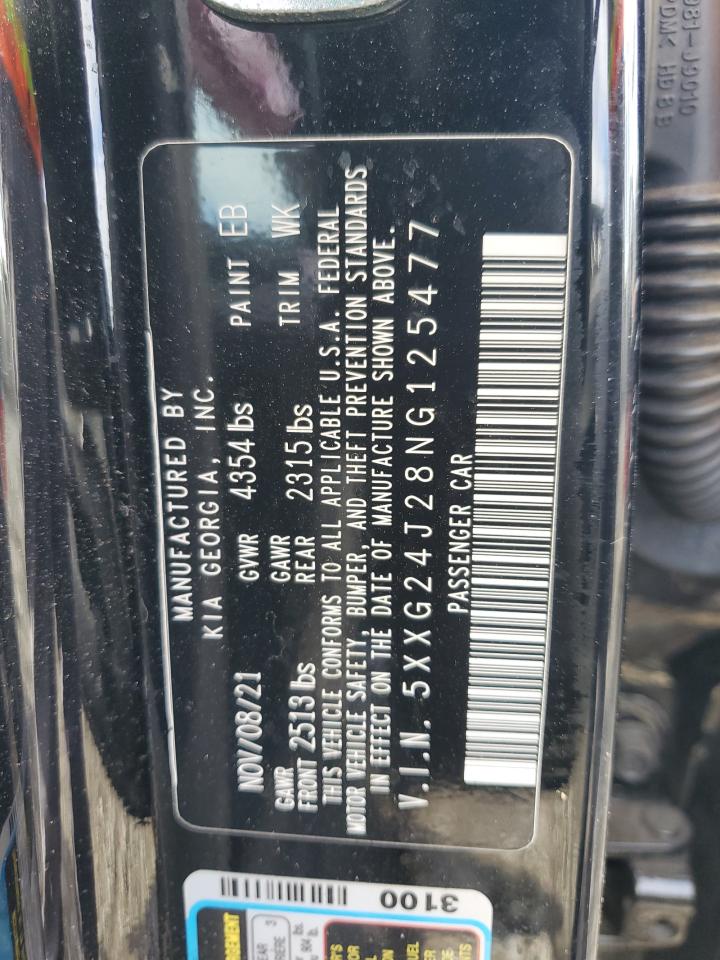 MANUFACTURED BY
KIA GEORGIA, INC.
NOV/08/21 GVWR 4354 lbs PAINT EB
GAWR FRONT 2513 lbs GAWR REAR 2315 lbs TRIM WK
THIS VEHICLE CONFORMS TO ALL APPLICABLE U.S.A. FEDERAL
MOTOR VEHICLE SAFETY, BUMPER, AND THEFT PREVENTION STANDARDS
IN EFFECT ON THE DATE OF MANUFACTURE SHOWN ABOVE.
V.I.N. 5XXG24J28NG125477
PASSENGER CAR
3100